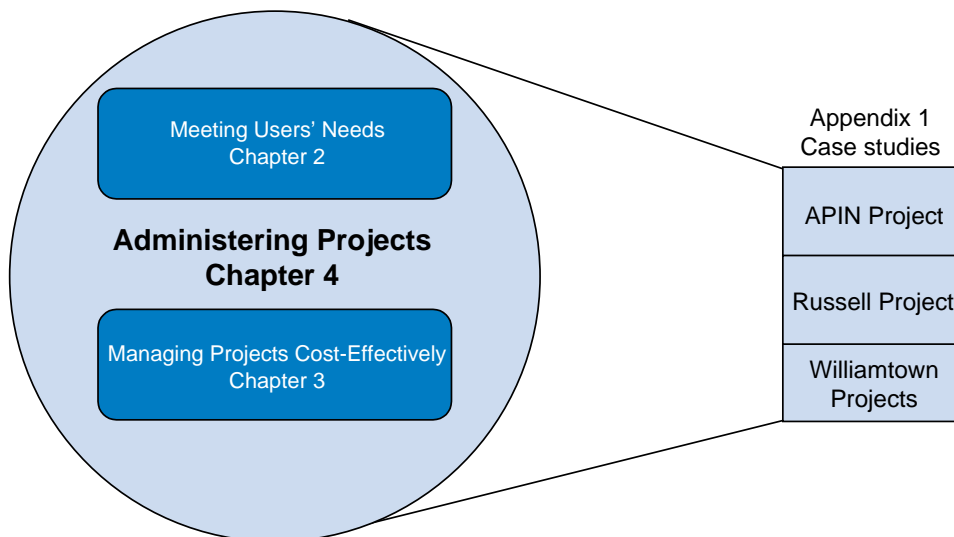 Meeting Users' Needs
Chapter 2
Administering Projects
Chapter 4
Managing Projects Cost-Effectively
Chapter 3
Appendix 1
Case studies
APIN Project
Russell Project
Williamtown
Projects